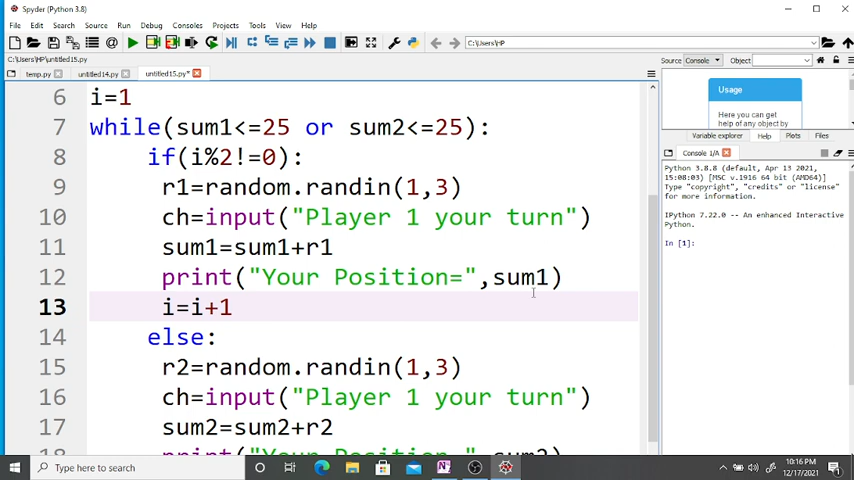 Spyder (Python 3.8)
File Edit Search Source Run Debug Consoles Projects Tools View Help
C:\Users\HP
C:\Users\HP\untitled15.py
temp.py untitled14.py untitled15.py*
Source Console Object
Usage
Here you can get
help of any object by
Variable explorer Help Plots Files
Console 1/A
Python 3.8.8 (default, Apr 13 2021,
15:08:03) [MSC v.1916 64 bit (AMD64)]
Type "copyright", "credits" or "license"
for more information.
IPython 7.22.0 -- An enhanced Interactive
Python.
In [1]:
6 i=1
7 while(sum1<=25 or sum2<=25):
8 if(i%2!=0):
9 r1=random.randin(1,3)
10 ch=input("Player 1 your turn")
11 sum1=sum1+r1
12 print("Your Position=",sum1)
13 i=i+1
14 else:
15 r2=random.randin(1,3)
16 ch=input("Player 1 your turn")
17 sum2=sum2+r2
18 print("Your Position=",sum2)
Type here to search
10:16 PM
12/17/2021